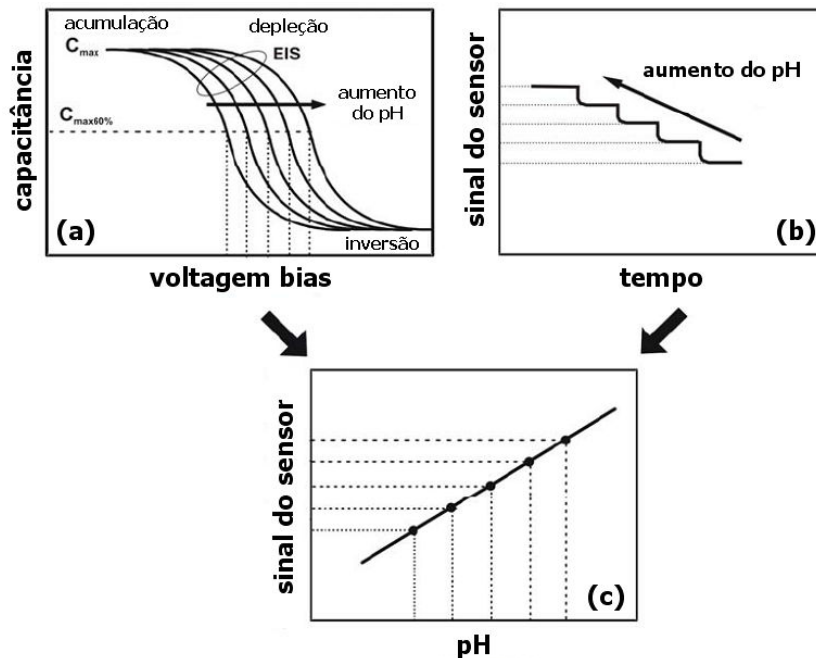 acumulação
depleção
Cmax
EIS
aumento
do pH
Cmax60%
capacitância
(a)
inversão
voltagem bias
aumento do pH
sinal do sensor
(b)
tempo
sinal do sensor
(c)
pH